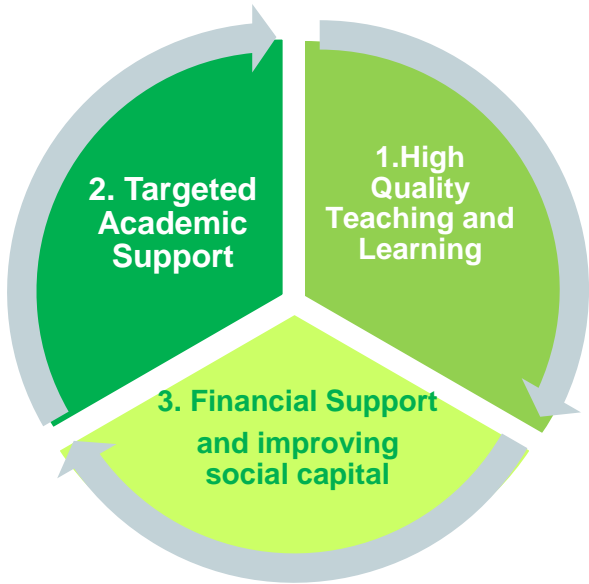 1.High
Quality
Teaching and
Learning
2. Targeted
Academic
Support
3. Financial Support
and improving
social capital